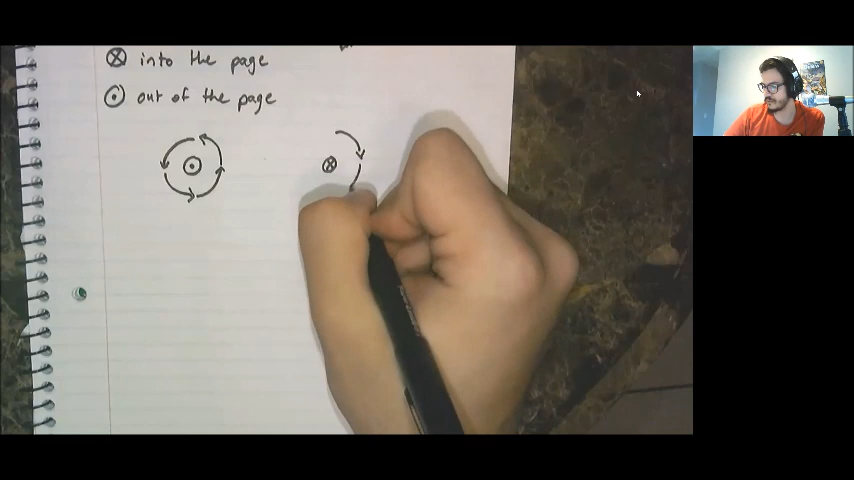 ⊗ into the page
⊙ out of the page